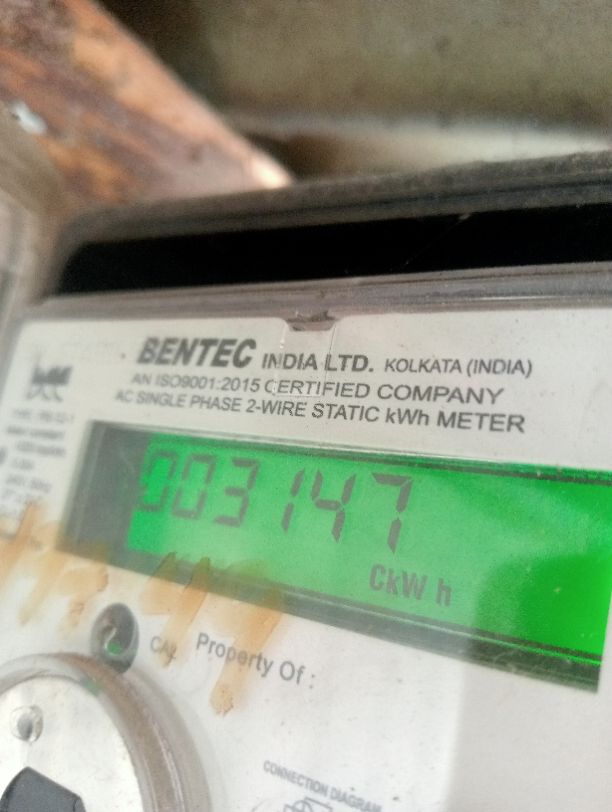 BENTEC INDIA LTD. KOLKATA (INDIA)
AN ISO9001:2015 CERTIFIED COMPANY
AC SINGLE PHASE 2-WIRE STATIC kWh METER
003147
CkW h
CAL
Property Of :
CONNECTION DIAGRAM